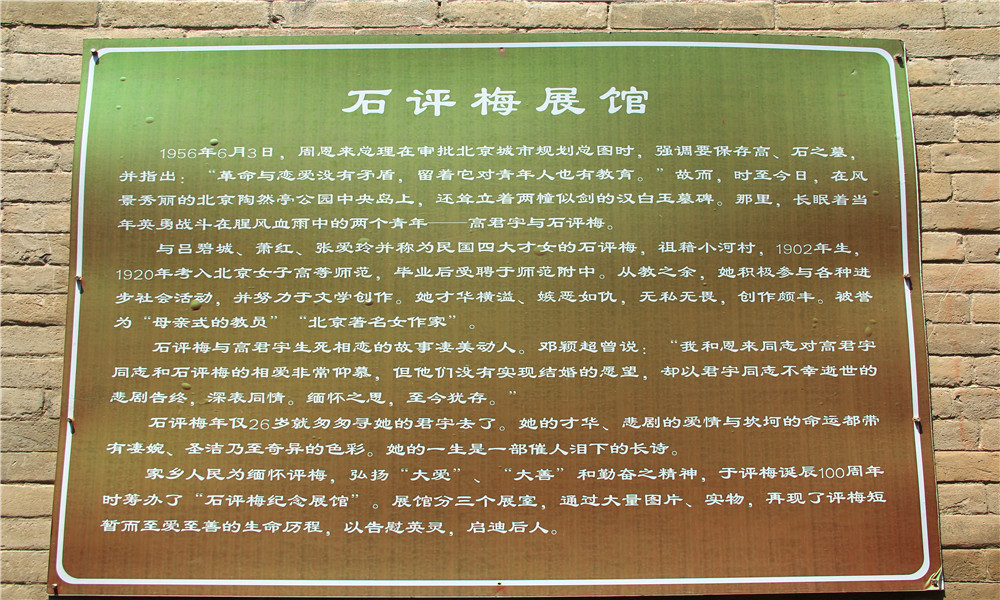 石评梅展馆
1956年6月3日，周恩来总理在审批北京城市规划总图时，强调要保存高、石之墓，
并指出：“革命与恋爱没有矛盾，留着它对青年人也有教育。”故而，时至今日，在风
景秀丽的北京陶然亭公园中央岛上，还耸立着两幢似剑的汉白玉墓碑。那里，长眠着当
年英勇战斗在腥风血雨中的两个青年——高君宇与石评梅。
与吕碧城、萧红、张爱玲并称为民国四大才女的石评梅，祖籍小河村，1902年生，
1920年考入北京女子高等师范，毕业后受聘于师范附中。从教之余，她积极参与各种进
步社会活动，并努力于文学创作。她才华横溢、嫉恶如仇，无私无畏，创作颇丰。被誉
为“母亲式的教员”“北京著名女作家”。
石评梅与高君宇生死相恋的故事凄美动人。邓颖超曾说：“我和恩来同志对高君宇
同志和石评梅的相爱非常仰慕，但他们没有实现结婚的愿望，却以君宇同志不幸逝世的
悲剧告终，深表同情。缅怀之思，至今犹存。”
石评梅年仅26岁就匆匆寻她的君宇去了。她的才华、悲剧的爱情与坎坷的命运都带
有凄婉、圣洁乃至奇异的色彩。她的一生是一部催人泪下的长诗。
家乡人民为缅怀评梅，弘扬“大爱”、“大善”和勤奋之精神，于评梅诞辰100周年
时筹办了“石评梅纪念展馆”。展馆分三个展室，通过大量图片、实物，再现了评梅短
暂而至爱至善的生命历程，以告慰英灵，启迪后人。